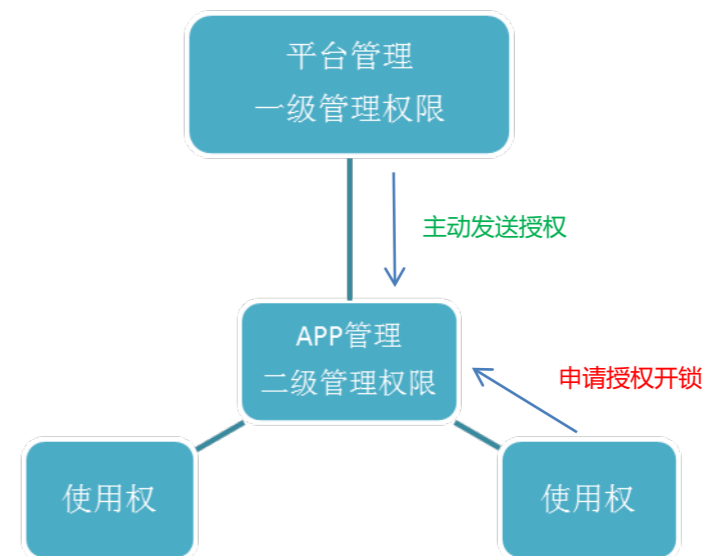 平台管理
一级管理权限
主动发送授权
APP管理
二级管理权限
申请授权开锁
使用权
使用权